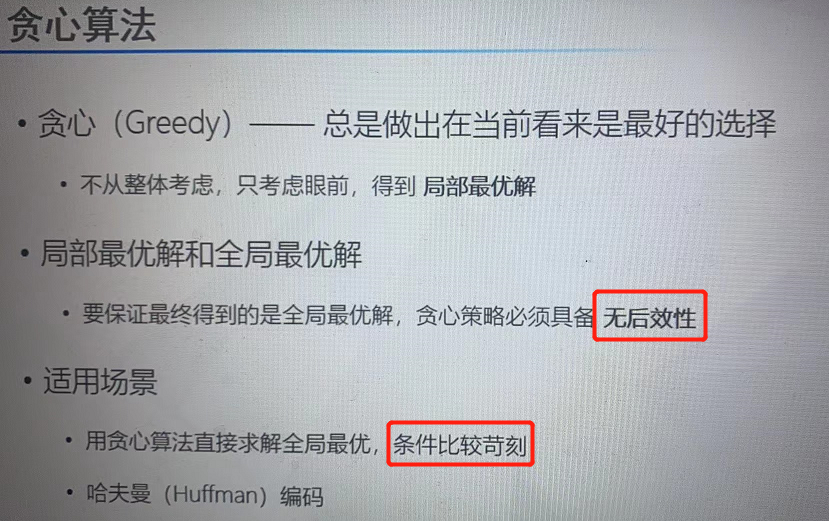 贪心算法
• 贪心（Greedy）—— 总是做出在当前看来是最好的选择
• 不从整体考虑，只考虑眼前，得到 局部最优解
• 局部最优解和全局最优解
• 要保证最终得到的是全局最优解，贪心策略必须具备 无后效性
• 适用场景
• 用贪心算法直接求解全局最优，条件比较苛刻
• 哈夫曼（Huffman）编码